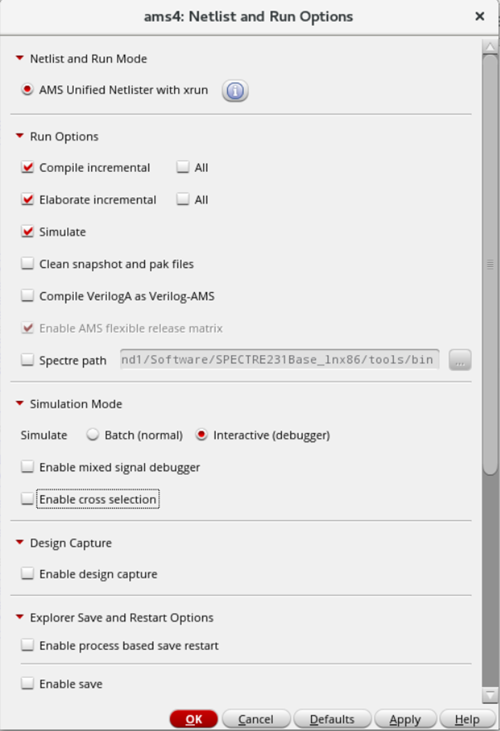 ams4: Netlist and Run Options
Netlist and Run Mode
AMS Unified Netlister with xrun
Run Options
Compile incremental All
Elaborate incremental All
Simulate
Clean snapshot and pak files
Compile VerilogA as Verilog-AMS
Enable AMS flexible release matrix
Spectre path nd1/Software/SPECTRE231Base_lnx86/tools/bin ...
Simulation Mode
Simulate Batch (normal) Interactive (debugger)
Enable mixed signal debugger
Enable cross selection
Design Capture
Enable design capture
Explorer Save and Restart Options
Enable process based save restart
Enable save
OK Cancel Defaults Apply Help